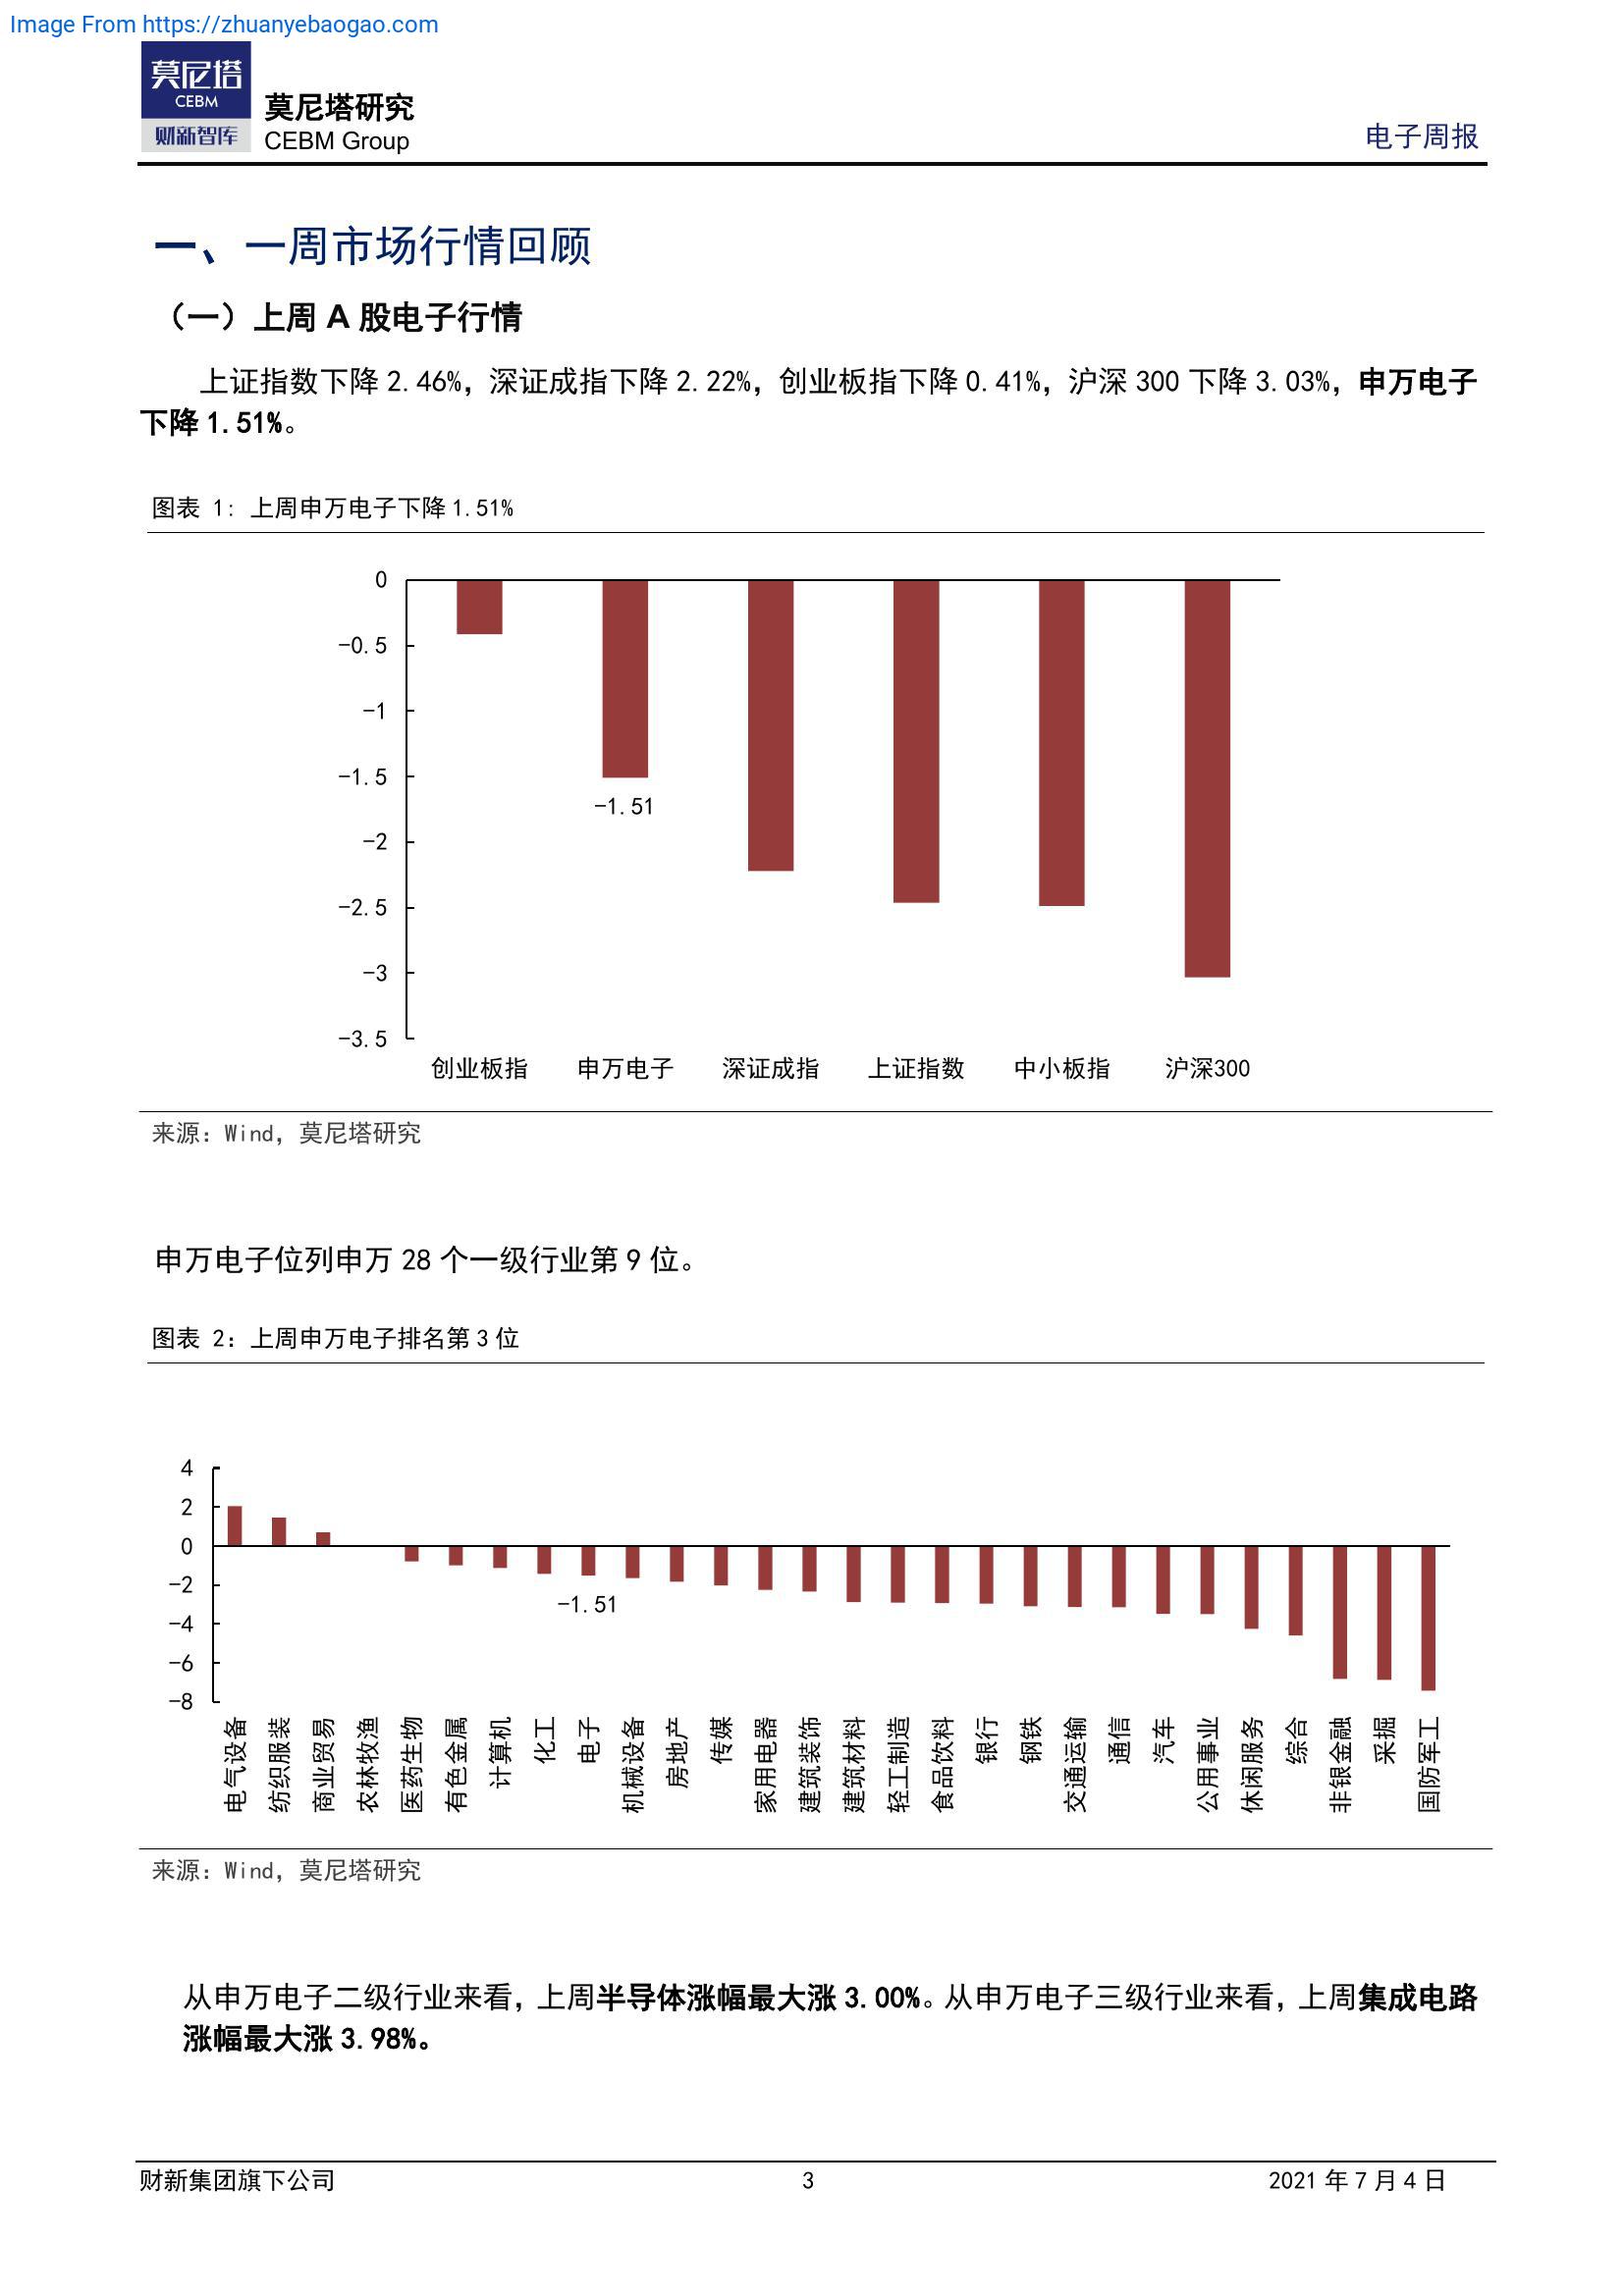 Image From https://zhuanyebaogao.com
莫尼塔
CEBM
财新智库
莫尼塔研究
CEBM Group
电子周报
一、一周市场行情回顾
（一）上周 A 股电子行情
上证指数下降 2.46%，深证成指下降 2.22%，创业板指下降 0.41%，沪深 300 下降 3.03%，申万电子
下降 1.51%。
图表 1: 上周申万电子下降 1.51%
0
-0.5
-1
-1.5
-2
-2.5
-3
-3.5
-1.51
创业板指 申万电子 深证成指 上证指数 中小板指 沪深300
来源：Wind，莫尼塔研究
申万电子位列申万 28 个一级行业第 9 位。
图表 2：上周申万电子排名第 3 位
4
2
0
-2
-4
-6
-8
-1.51
电气设备
纺织服装
商业贸易
农林牧渔
医药生物
有色金属
计算机
化工
电子
机械设备
房地产
传媒
家用电器
建筑装饰
建筑材料
轻工制造
食品饮料
银行
钢铁
交通运输
通信
汽车
公用事业
休闲服务
综合
非银金融
采掘
国防军工
来源：Wind，莫尼塔研究
从申万电子二级行业来看，上周半导体涨幅最大涨 3.00%。从申万电子三级行业来看，上周集成电路
涨幅最大涨 3.98%。
财新集团旗下公司
3
2021 年 7 月 4 日